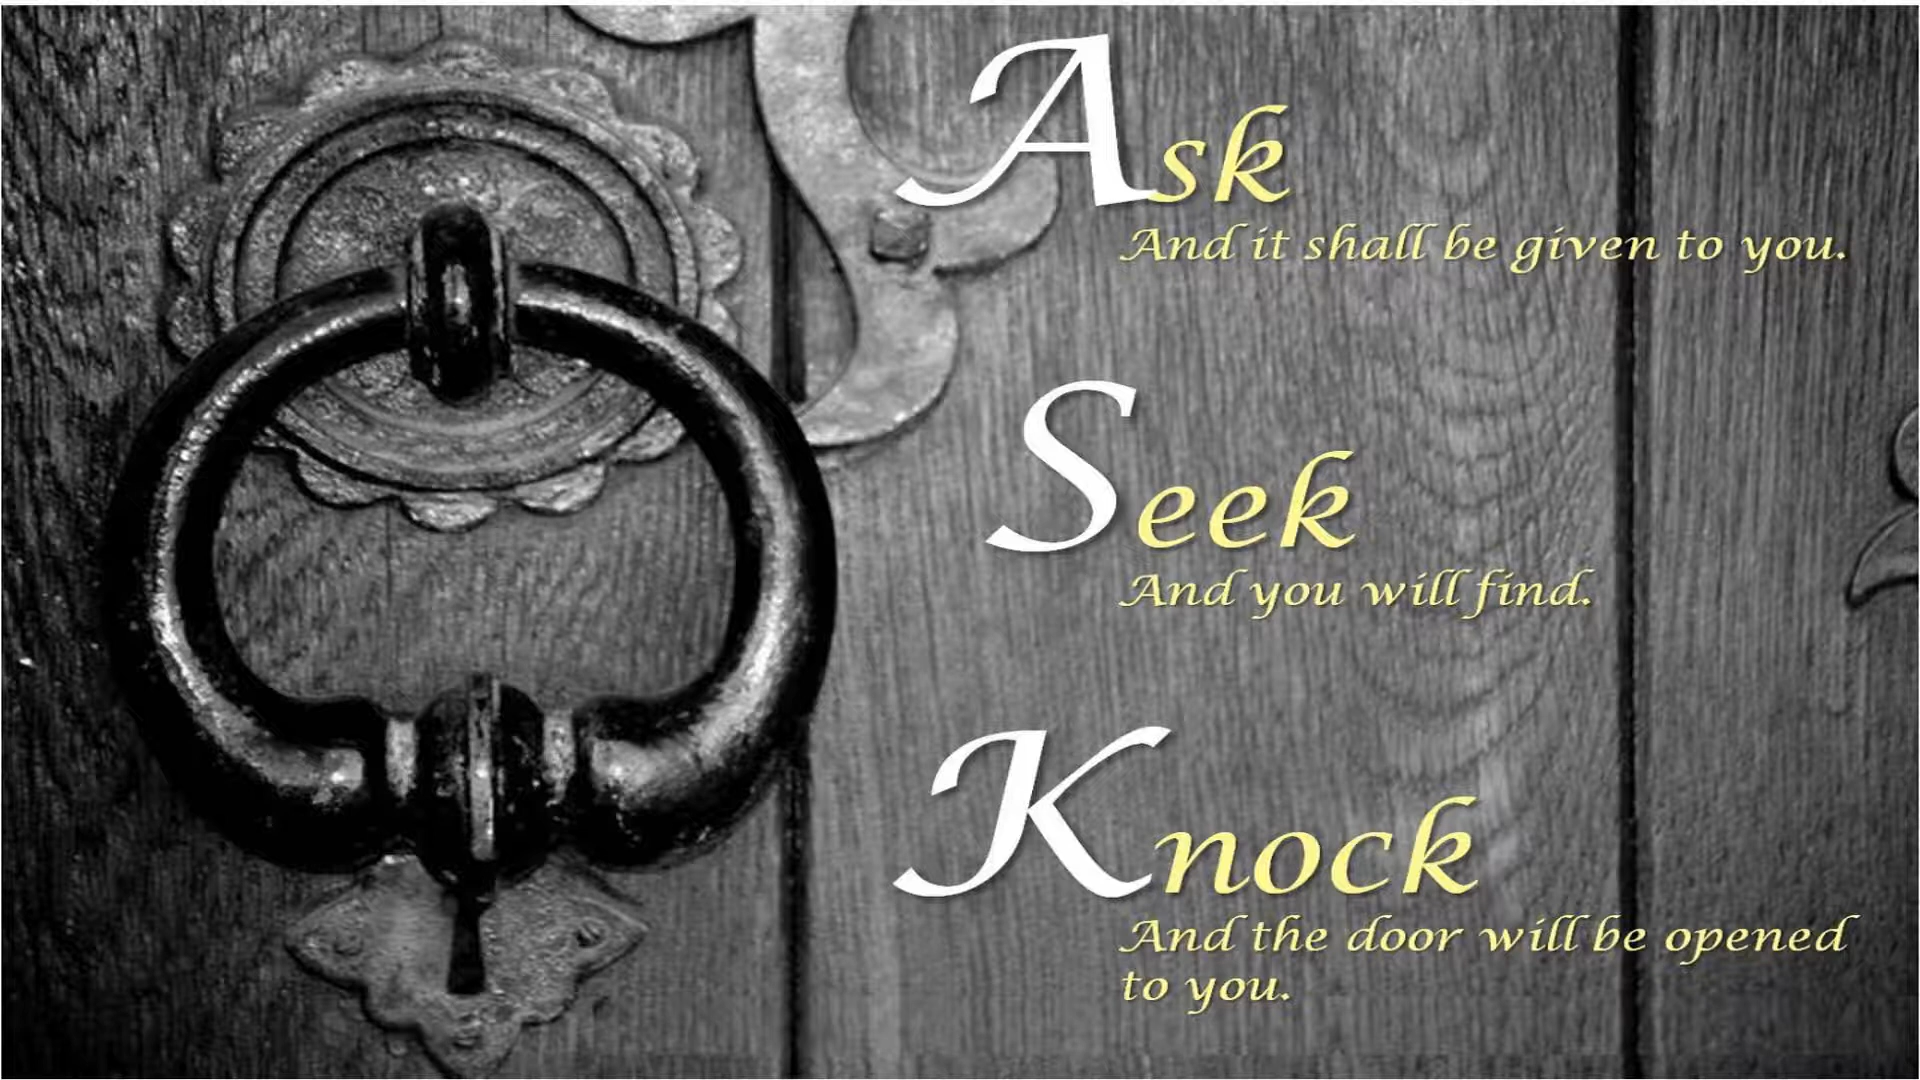 Ask
And it shall be given to you.
Seek
And you will find.
Knock
And the door will be opened
to you.